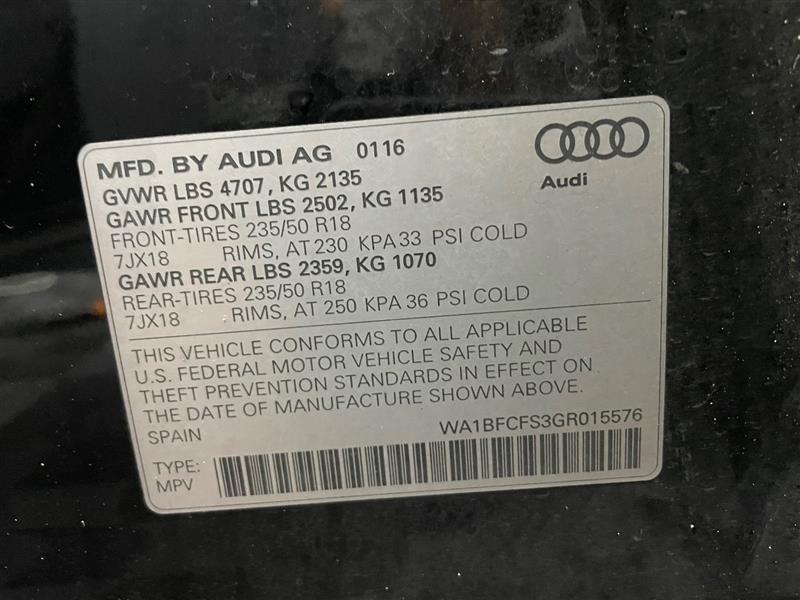 MFD. BY AUDI AG 0116
Audi
GVWR LBS 4707, KG 2135
GAWR FRONT LBS 2502, KG 1135
FRONT-TIRES 235/50 R18
7JX18 RIMS, AT 230 KPA 33 PSI COLD
GAWR REAR LBS 2359, KG 1070
REAR-TIRES 235/50 R18
7JX18 RIMS, AT 250 KPA 36 PSI COLD
THIS VEHICLE CONFORMS TO ALL APPLICABLE
U.S. FEDERAL MOTOR VEHICLE SAFETY AND
THEFT PREVENTION STANDARDS IN EFFECT ON
THE DATE OF MANUFACTURE SHOWN ABOVE.
SPAIN WA1BFCFS3GR015576
TYPE:
MPV